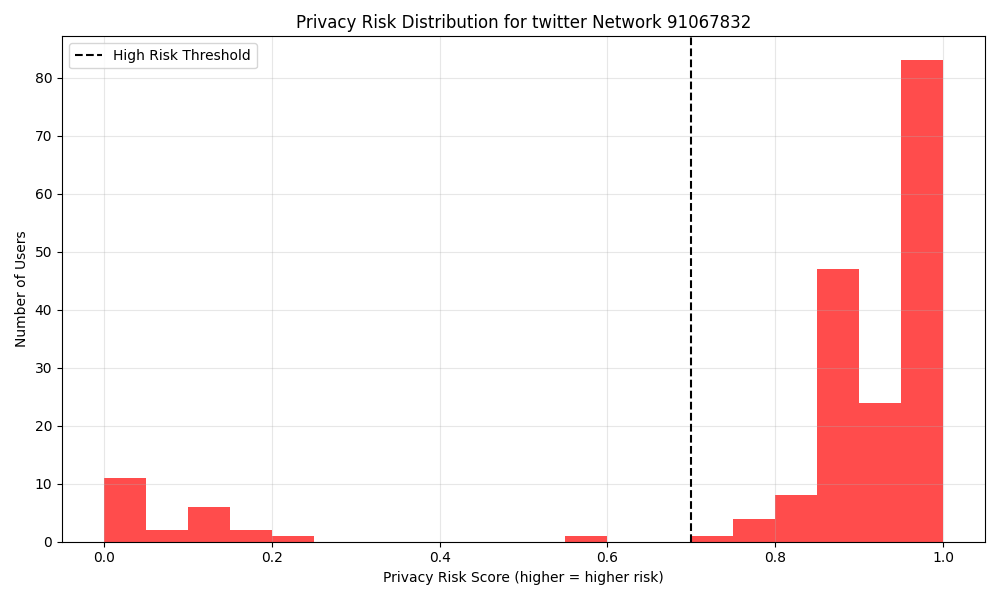 Privacy Risk Distribution for twitter Network 91067832
High Risk Threshold
Number of Users
80
70
60
50
40
30
20
10
0
0.0 0.2 0.4 0.6 0.8 1.0
Privacy Risk Score (higher = higher risk)